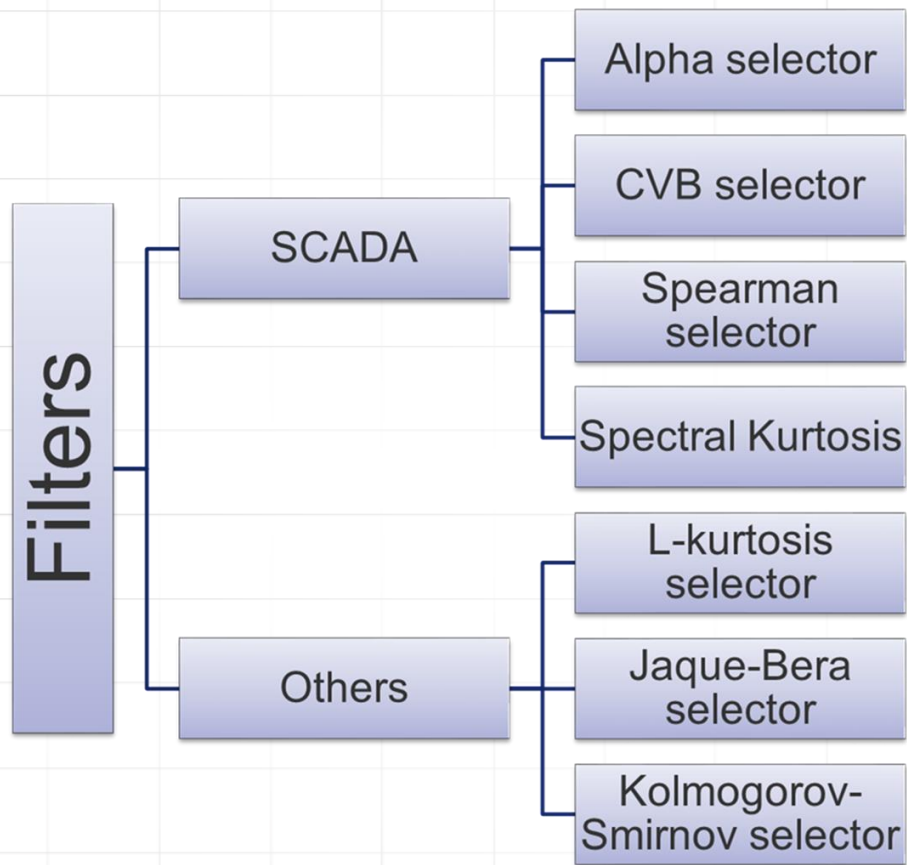 Filters
SCADA
Alpha selector
CVB selector
Spearman
selector
Spectral Kurtosis
Others
L-kurtosis
selector
Jaque-Bera
selector
Kolmogorov-
Smirnov selector